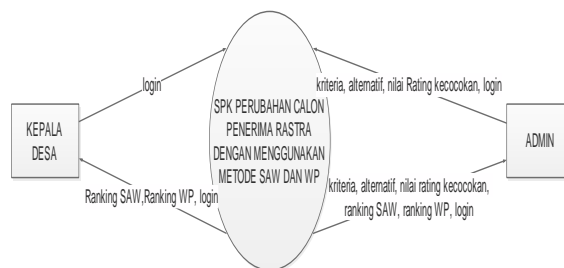 login
kriteria, alternatif, nilai Rating kecocokan, login
KEPALA
DESA
SPK PERUBAHAN CALON
PENERIMA RASTRA
DENGAN MENGGUNAKAN
METODE SAW DAN WP
ADMIN
Ranking SAW,Ranking WP, login
kriteria, alternatif, nilai rating kecocokan,
ranking SAW, ranking WP, login